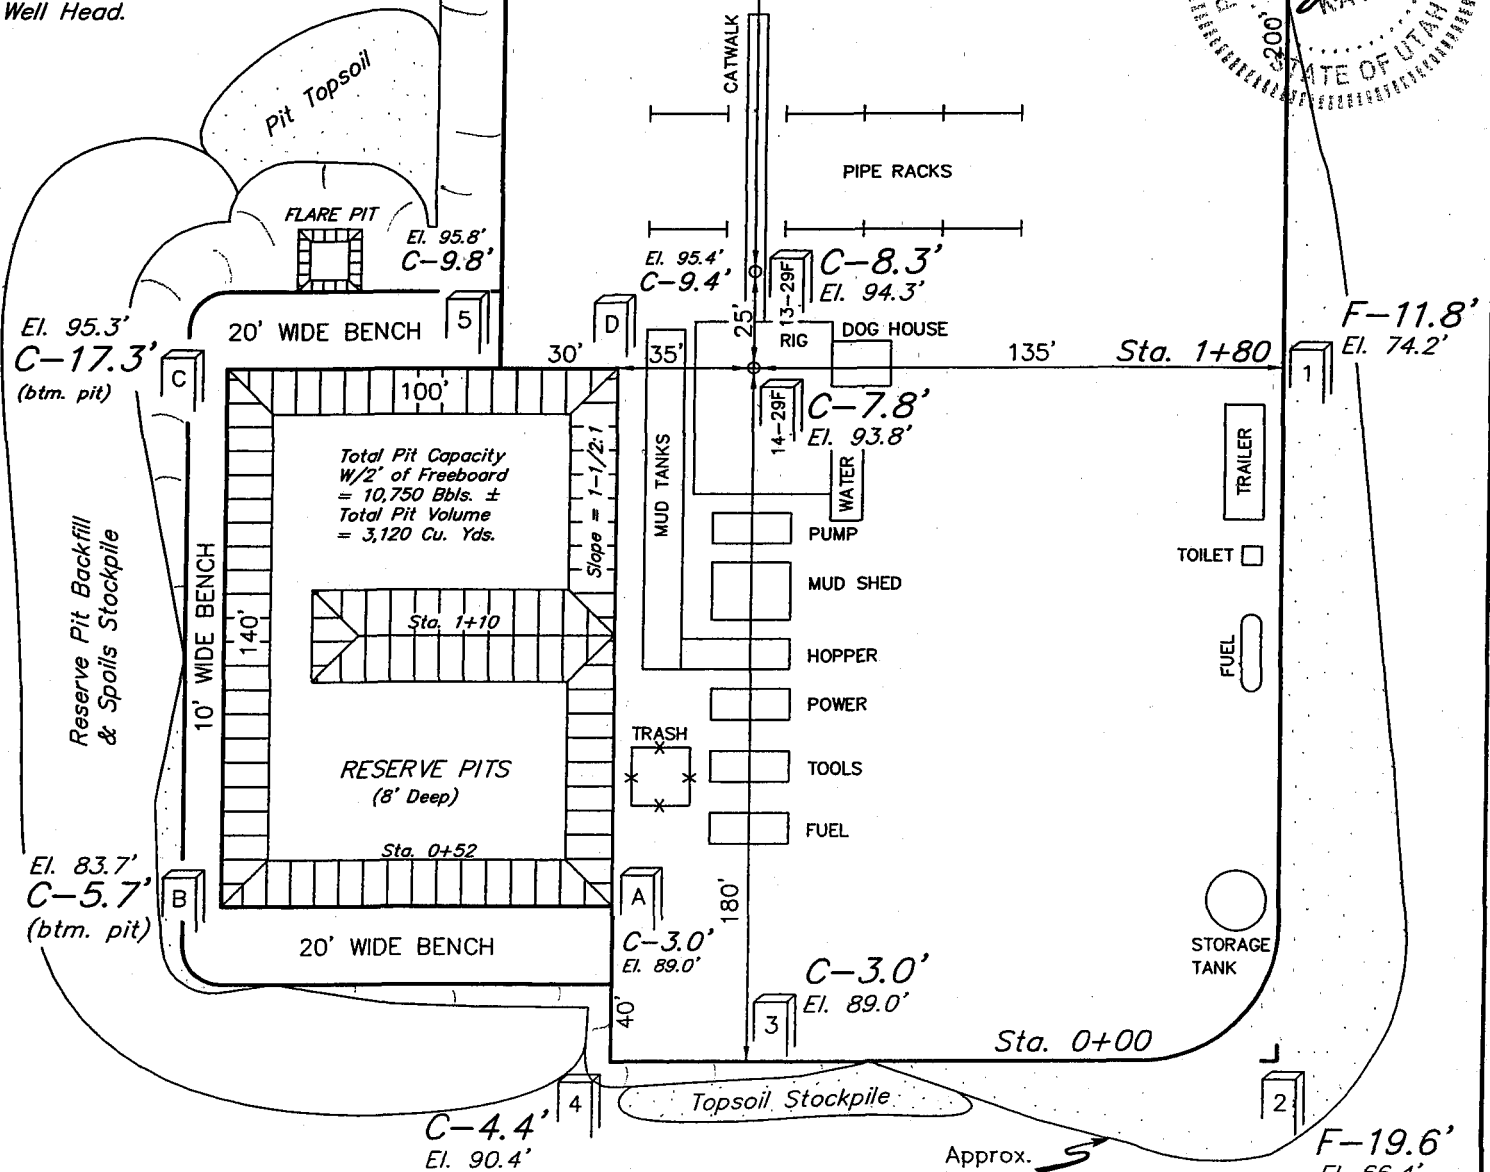 Well Head.
Pit Topsoil
CATWALK
200'
STATE OF UTAH
PIPE RACKS
FLARE PIT
El. 95.8'
C-9.8'
El. 95.4'
C-9.4'
C-8.3'
El. 94.3'
13-29F
25'
RIG
DOG HOUSE
F-11.8'
El. 74.2'
El. 95.3'
C-17.3'
(btm. pit)
C
20' WIDE BENCH
5
D
30'
35'
135'
Sta. 1+80
1
100'
14-29F
C-7.8'
El. 93.8'
Total Pit Capacity
W/2' of Freeboard
= 10,750 Bbls. ±
Total Pit Volume
= 3,120 Cu. Yds.
Slope = 1-1/2:1
MUD TANKS
WATER
TRAILER
PUMP
TOILET
MUD SHED
Reserve Pit Backfill
& Spoils Stockpile
10' WIDE BENCH
140'
Sta. 1+10
HOPPER
FUEL
POWER
TRASH
RESERVE PITS
(8' Deep)
TOOLS
FUEL
Sta. 0+52
El. 83.7'
C-5.7'
(btm. pit)
B
A
180'
C-3.0'
El. 89.0'
20' WIDE BENCH
STORAGE
TANK
C-3.0'
El. 89.0'
3
40'
Sta. 0+00
4
Topsoil Stockpile
2
C-4.4'
El. 90.4'
Approx.
F-19.6'